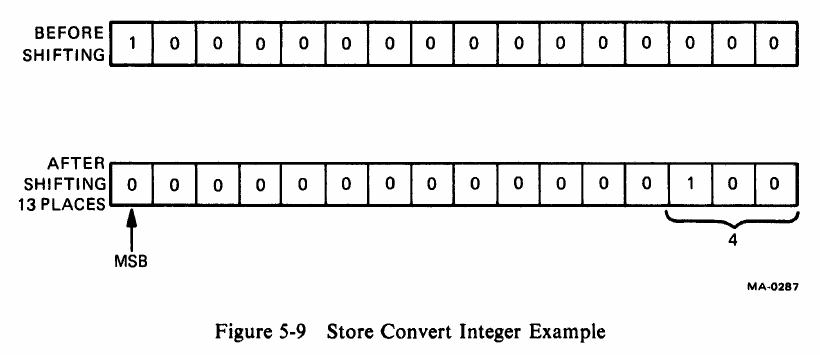 BEFORE
SHIFTING
1 0 0 0 0 0 0 0 0 0 0 0 0 0 0 0
AFTER
SHIFTING
13 PLACES
0 0 0 0 0 0 0 0 0 0 0 0 0 1 0 0
4
MSB
MA-0287
Figure 5-9 Store Convert Integer Example